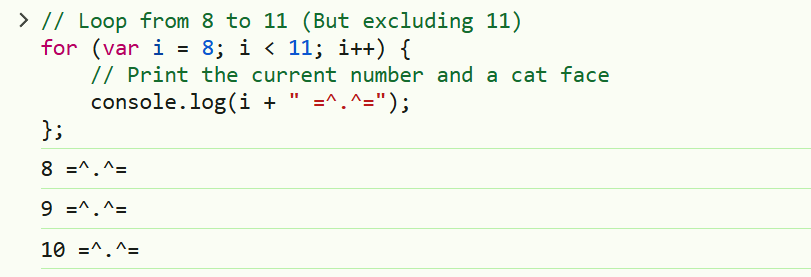 > // Loop from 8 to 11 (But excluding 11)
for (var i = 8; i < 11; i++) {
    // Print the current number and a cat face
    console.log(i + " =^.^=");
};
8 =^.^=
9 =^.^=
10 =^.^=